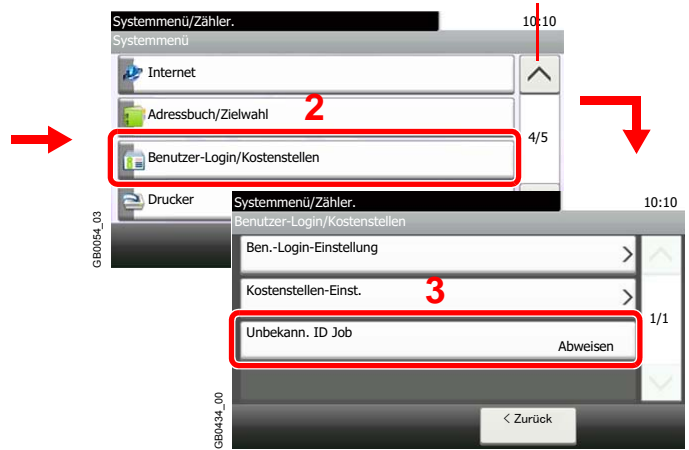 Systemmenü/Zähler.
10:10
Systemmenü
Internet
Adressbuch/Zielwahl
2
4/5
Benutzer-Login/Kostenstellen
Drucker
GB0054_03
Systemmenü/Zähler.
10:10
Benutzer-Login/Kostenstellen
Ben.-Login-Einstellung
Kostenstellen-Einst.
3
1/1
Unbekann. ID Job
Abweisen
< Zurück
GB0434_00